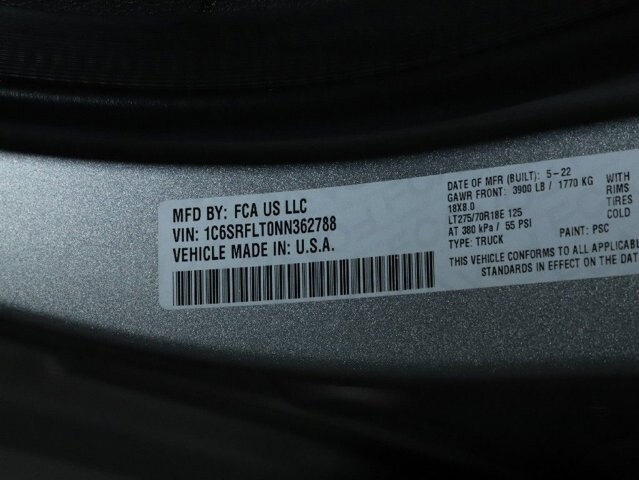 MFD BY: FCA US LLC
VIN: 1C6SRFLT0NN362788
VEHICLE MADE IN: U.S.A.
DATE OF MFR (BUILT): 5-22
GAWR FRONT: 3900 LB / 1770 KG WITH
18X8.0 RIMS
LT275/70R18E 125 TIRES
AT 380 kPa / 55 PSI COLD
TYPE: TRUCK PAINT: PSC
THIS VEHICLE CONFORMS TO ALL APPLICABL
STANDARDS IN EFFECT ON THE DAT